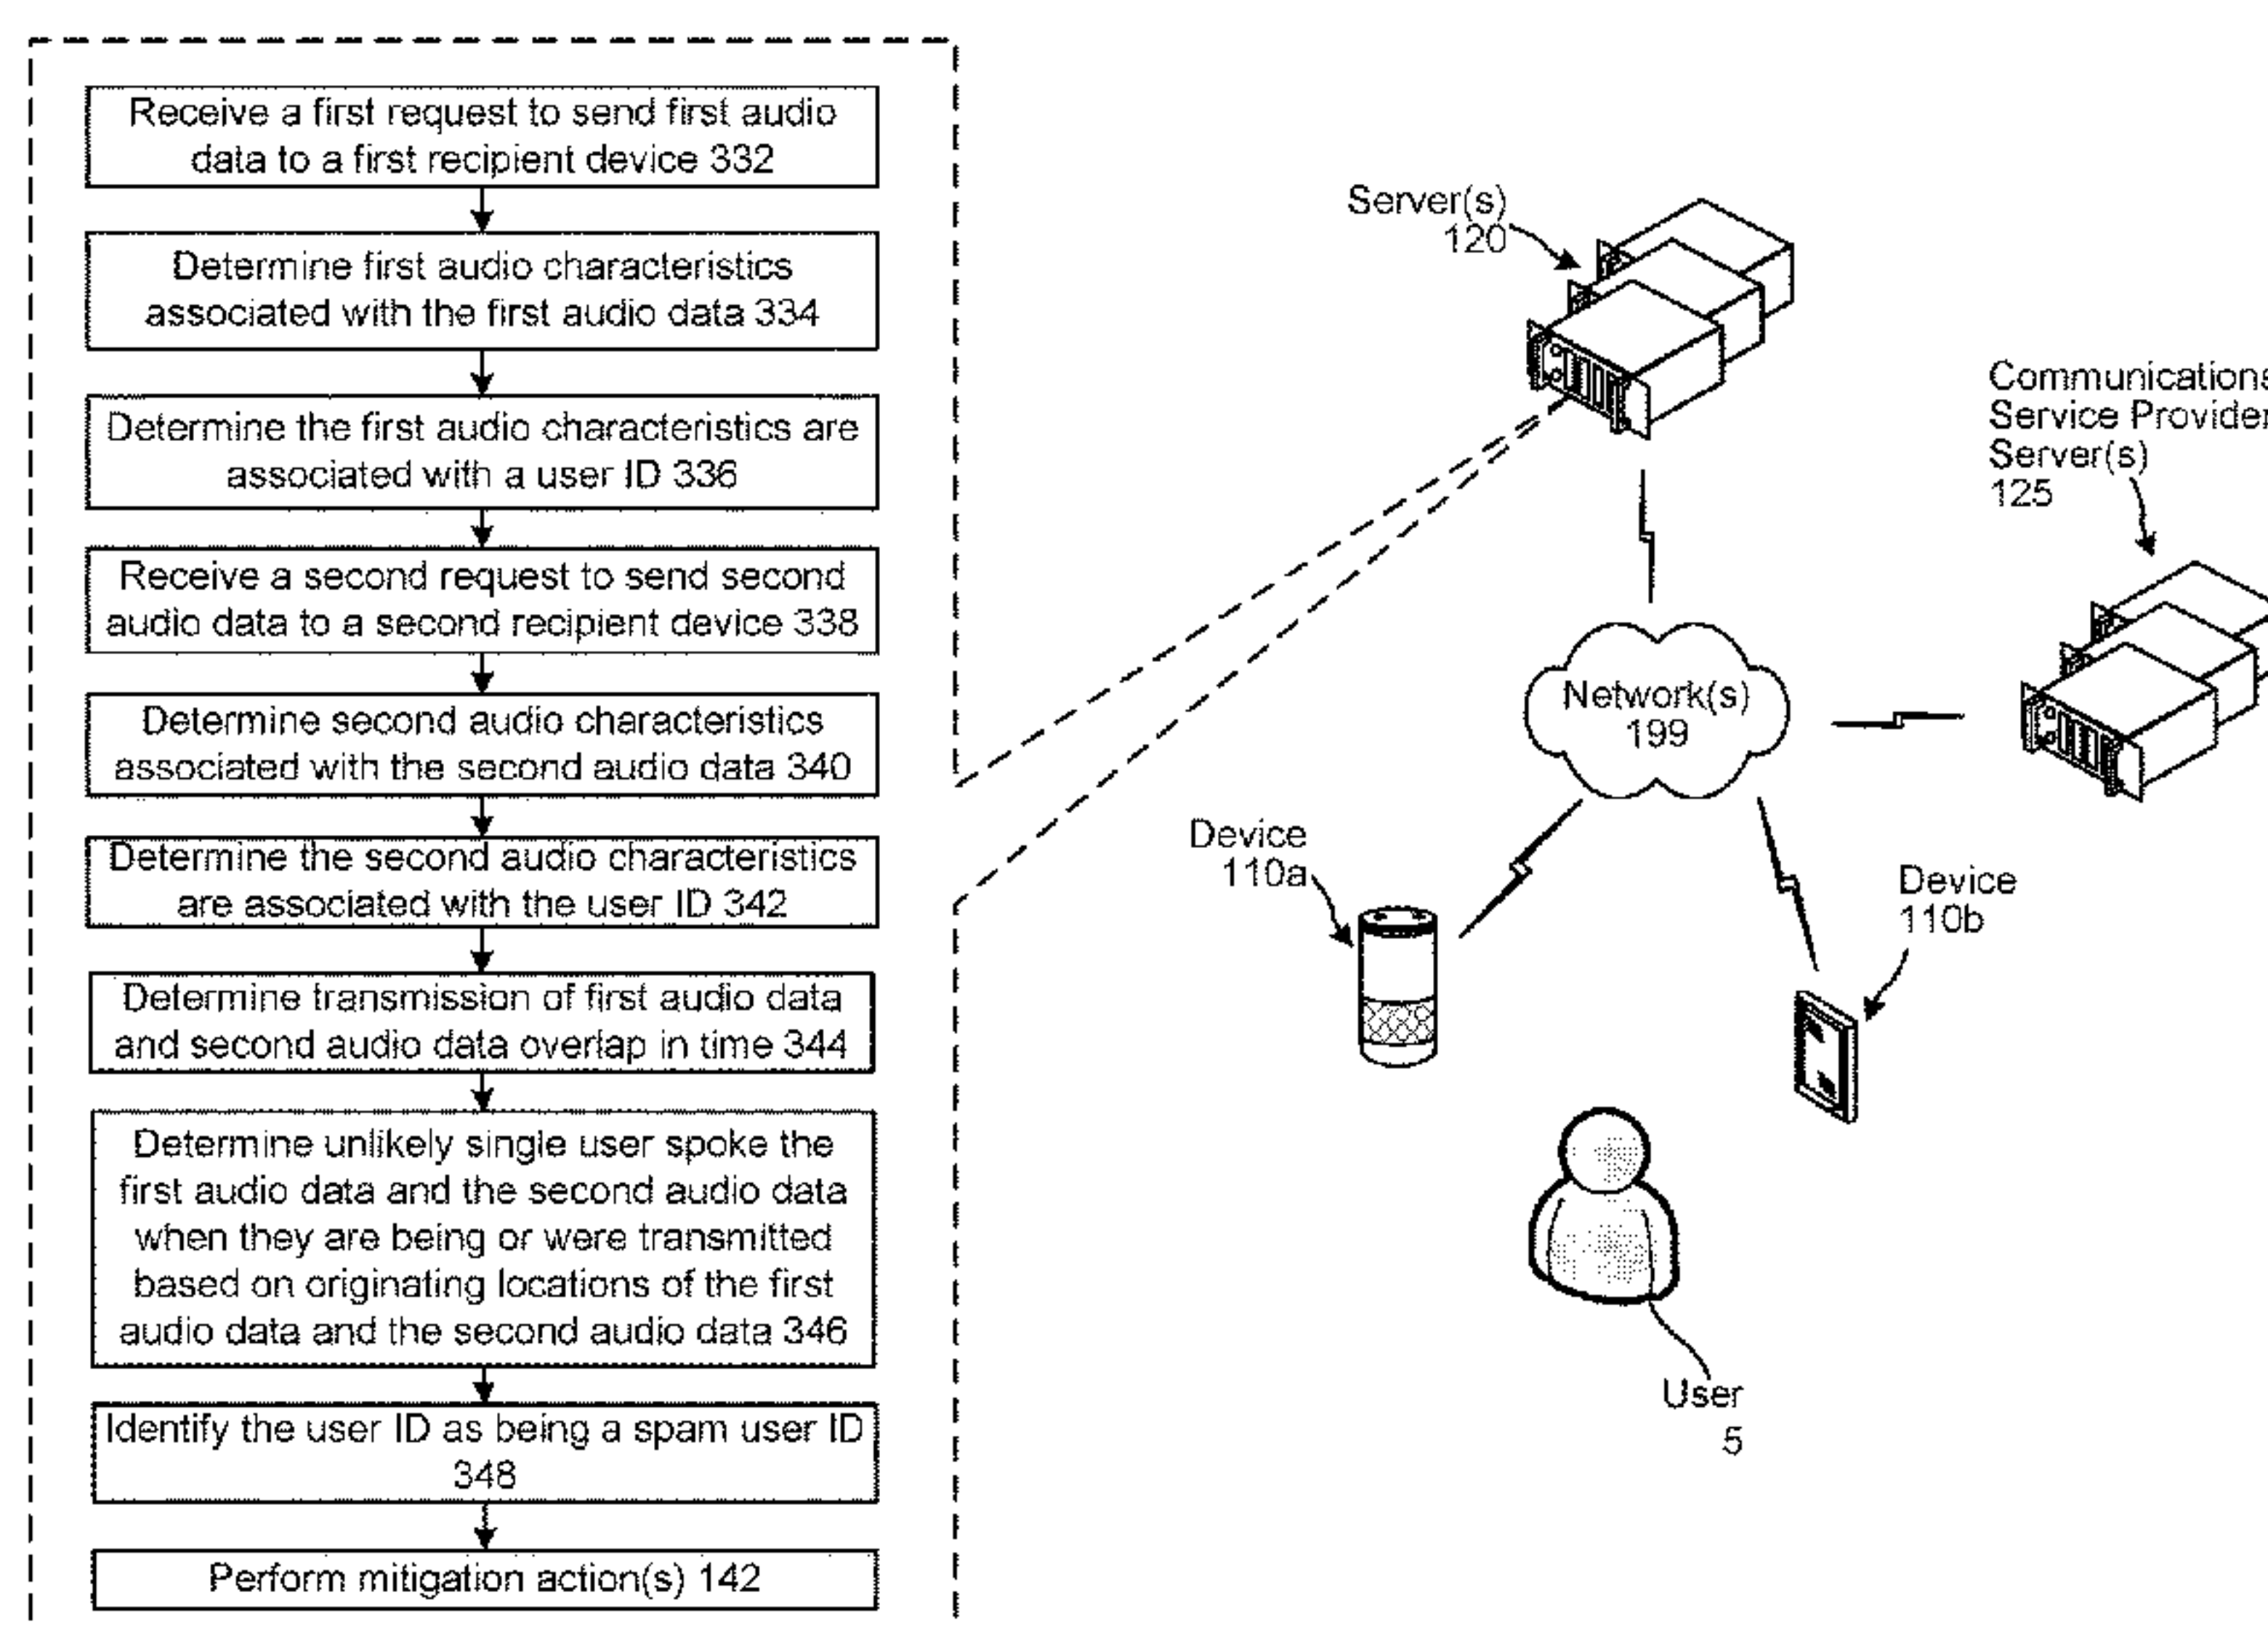 Receive a first request to send first audio
data to a first recipient device 332
Determine first audio characteristics
associated with the first audio data 334
Determine the first audio characteristics are
associated with a user ID 336
Receive a second request to send second
audio data to a second recipient device 338
Determine second audio characteristics
associated with the second audio data 340
Determine the second audio characteristics
are associated with the user ID 342
Determine transmission of first audio data
and second audio data overlap in time 344
Determine unlikely single user spoke the
first audio data and the second audio data
when they are being or were transmitted
based on originating locations of the first
audio data and the second audio data 346
Identify the user ID as being a spam user ID
348
Perform mitigation action(s) 142
Server(s)
120
Communications
Service Provider
Server(s)
125
Network(s)
199
Device
110a
Device
110b
User
5